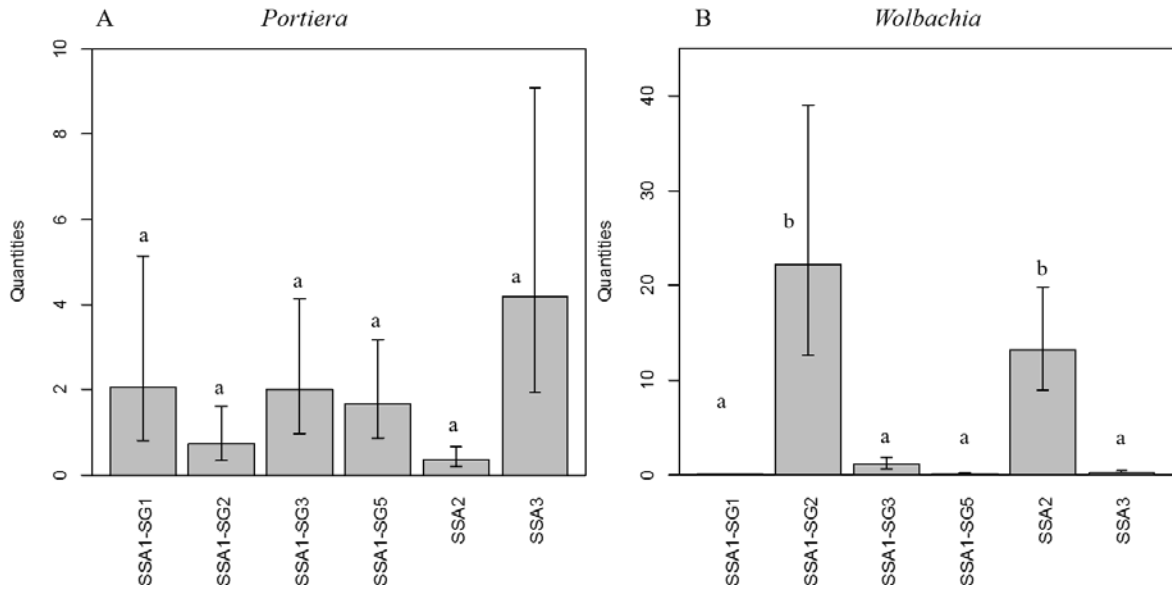 A Portiera
Quantities
10
8
6
4
2
0
a
a
a
a
a
a
SSA1-SG1
SSA1-SG2
SSA1-SG3
SSA1-SG5
SSA2
SSA3
B Wolbachia
Quantities
40
30
20
10
0
a
b
a
a
b
a
SSA1-SG1
SSA1-SG2
SSA1-SG3
SSA1-SG5
SSA2
SSA3